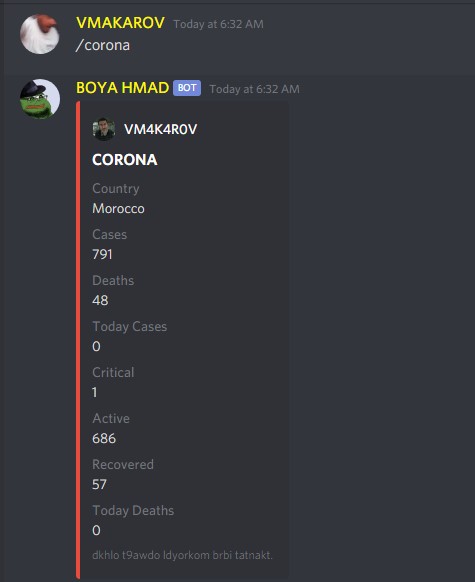 VMAKAROV Today at 6:32 AM
/corona
BOYA HMAD BOT Today at 6:32 AM
VM4K4R0V
CORONA
Country
Morocco
Cases
791
Deaths
48
Today Cases
0
Critical
1
Active
686
Recovered
57
Today Deaths
0
dkhlo t9awdo ldyorkom brbi tatnakt.